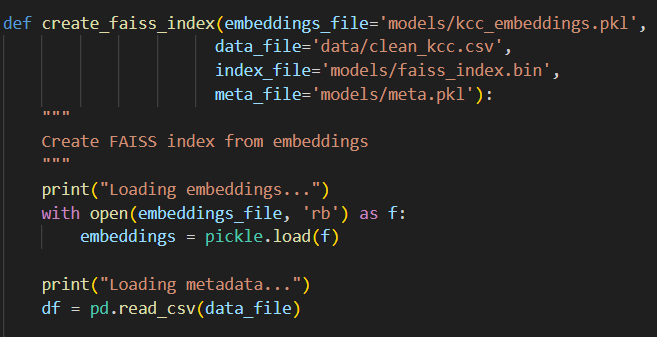 def create_faiss_index(embeddings_file='models/kcc_embeddings.pkl',
                       data_file='data/clean_kcc.csv',
                       index_file='models/faiss_index.bin',
                       meta_file='models/meta.pkl'):
    """
    Create FAISS index from embeddings
    """
    print("Loading embeddings...")
    with open(embeddings_file, 'rb') as f:
        embeddings = pickle.load(f)

    print("Loading metadata...")
    df = pd.read_csv(data_file)